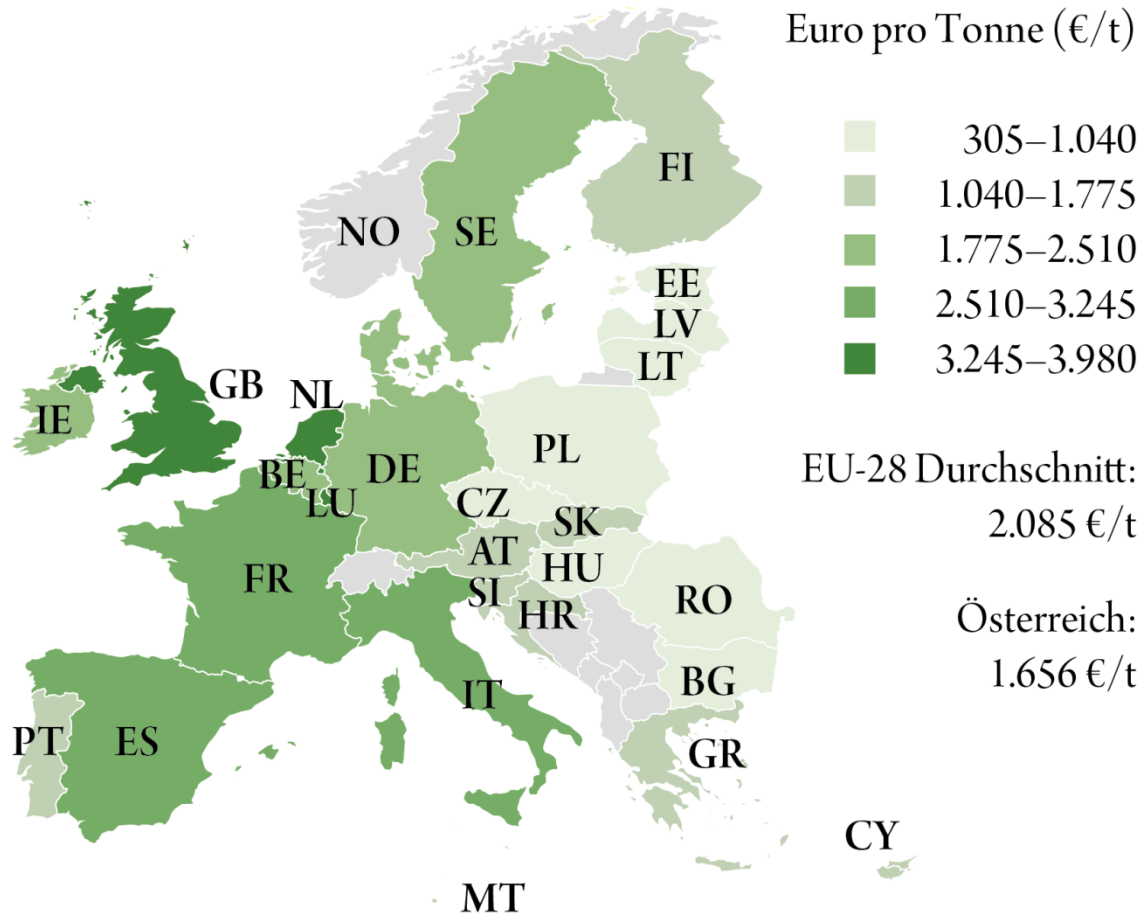 Euro pro Tonne (€/t)
305–1.040
1.040–1.775
1.775–2.510
2.510–3.245
3.245–3.980
EU-28 Durchschnitt:
2.085 €/t
Österreich:
1.656 €/t
FI
NO
SE
EE
LV
LT
GB
NL
IE
BE
DE
PL
LU
CZ
SK
AT
HU
FR
SI
HR
RO
BG
IT
PT
ES
GR
CY
MT